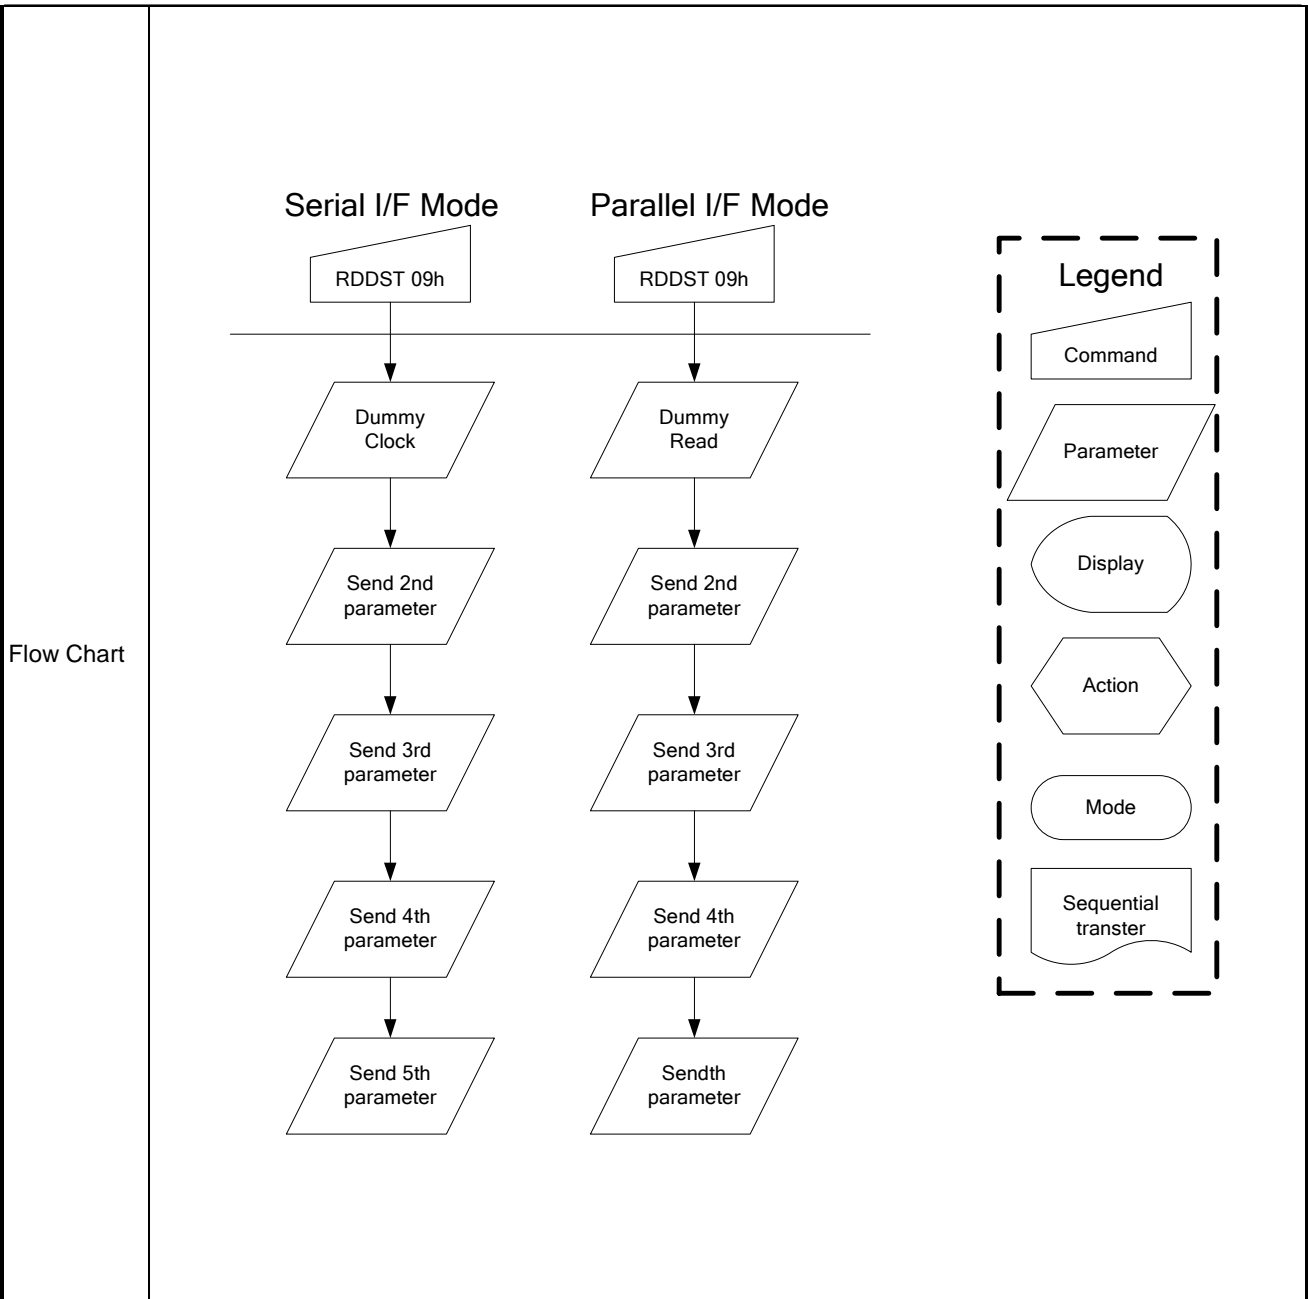 Flow Chart
Serial I/F Mode
RDDST 09h
Dummy
Clock
Send 2nd
parameter
Send 3rd
parameter
Send 4th
parameter
Send 5th
parameter
Parallel I/F Mode
RDDST 09h
Dummy
Read
Send 2nd
parameter
Send 3rd
parameter
Send 4th
parameter
Sendth
parameter
Legend
Command
Parameter
Display
Action
Mode
Sequential
transter